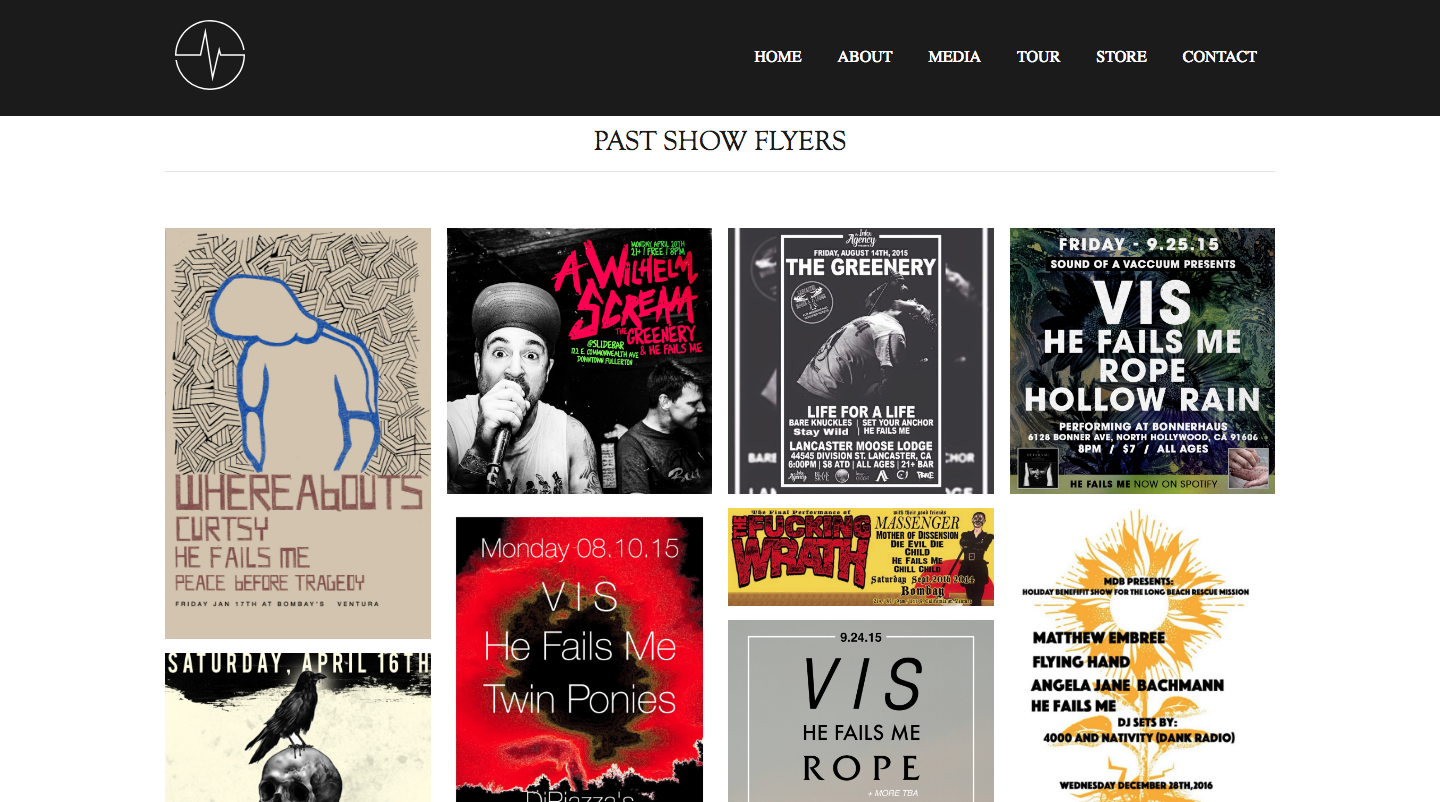 HOME ABOUT MEDIA TOUR STORE CONTACT
PAST SHOW FLYERS
WHEREAbOUTS
CURTSY
HE FAILS ME
PEACE bEFORE TRAGEDY
FRIDAY JAN 17TH AT BOMBAY'S VENTURA
MONDAY APRIL 20TH
21+ | FREE | 8PM
A WILHELM
SCREAM
THE GREENERY
& HE FAILS ME
@SLIDEBAR
122 E. COMMONWEALTH AVE
DOWNTOWN FULLERTON
Inkx
Agency
FRIDAY, AUGUST 14TH, 2015
THE GREENERY
LIFE FOR A LIFE
BARE KNUCKLES | SET YOUR ANCHOR
Stay Wild | HE FAILS ME
LANCASTER MOOSE LODGE
44545 DIVISION ST. LANCASTER, CA
6:00PM | $8 ATD | ALL AGES | 21+ BAR
FRIDAY - 9.25.15
SOUND OF A VACCUUM PRESENTS
VIS
HE FAILS ME
ROPE
HOLLOW RAIN
PERFORMING AT BONNERHAUS
6128 BONNER AVE, NORTH HOLLYWOOD, CA 91606
8PM / $7 / ALL AGES
HE FAILS ME NOW ON SPOTIFY
SATURDAY, APRIL 16TH
Monday 08.10.15
VIS
He Fails Me
Twin Ponies
DiPiazza's
The Final Performance of
THE FUCKING
WRATH
with their good friends
MASSENGER
MOTHER OF DISSENSION
DIE EVIL DIE
CHILD
HE FAILS ME
CHILL CHILD
Saturday Sept 20th 2014
Bombay
9.24.15
VIS
HE FAILS ME
ROPE
+ MORE TBA
MDB PRESENTS:
HOLIDAY BENEFIFIT SHOW FOR THE LONG BEACH RESCUE MISSION
MATTHEW EMBREE
FLYING HAND
ANGELA JANE BACHMANN
HE FAILS ME
DJ SETS BY:
4000 AND NATIVITY (DANK RADIO)
WEDNESDAY DECEMBER 28TH,2016